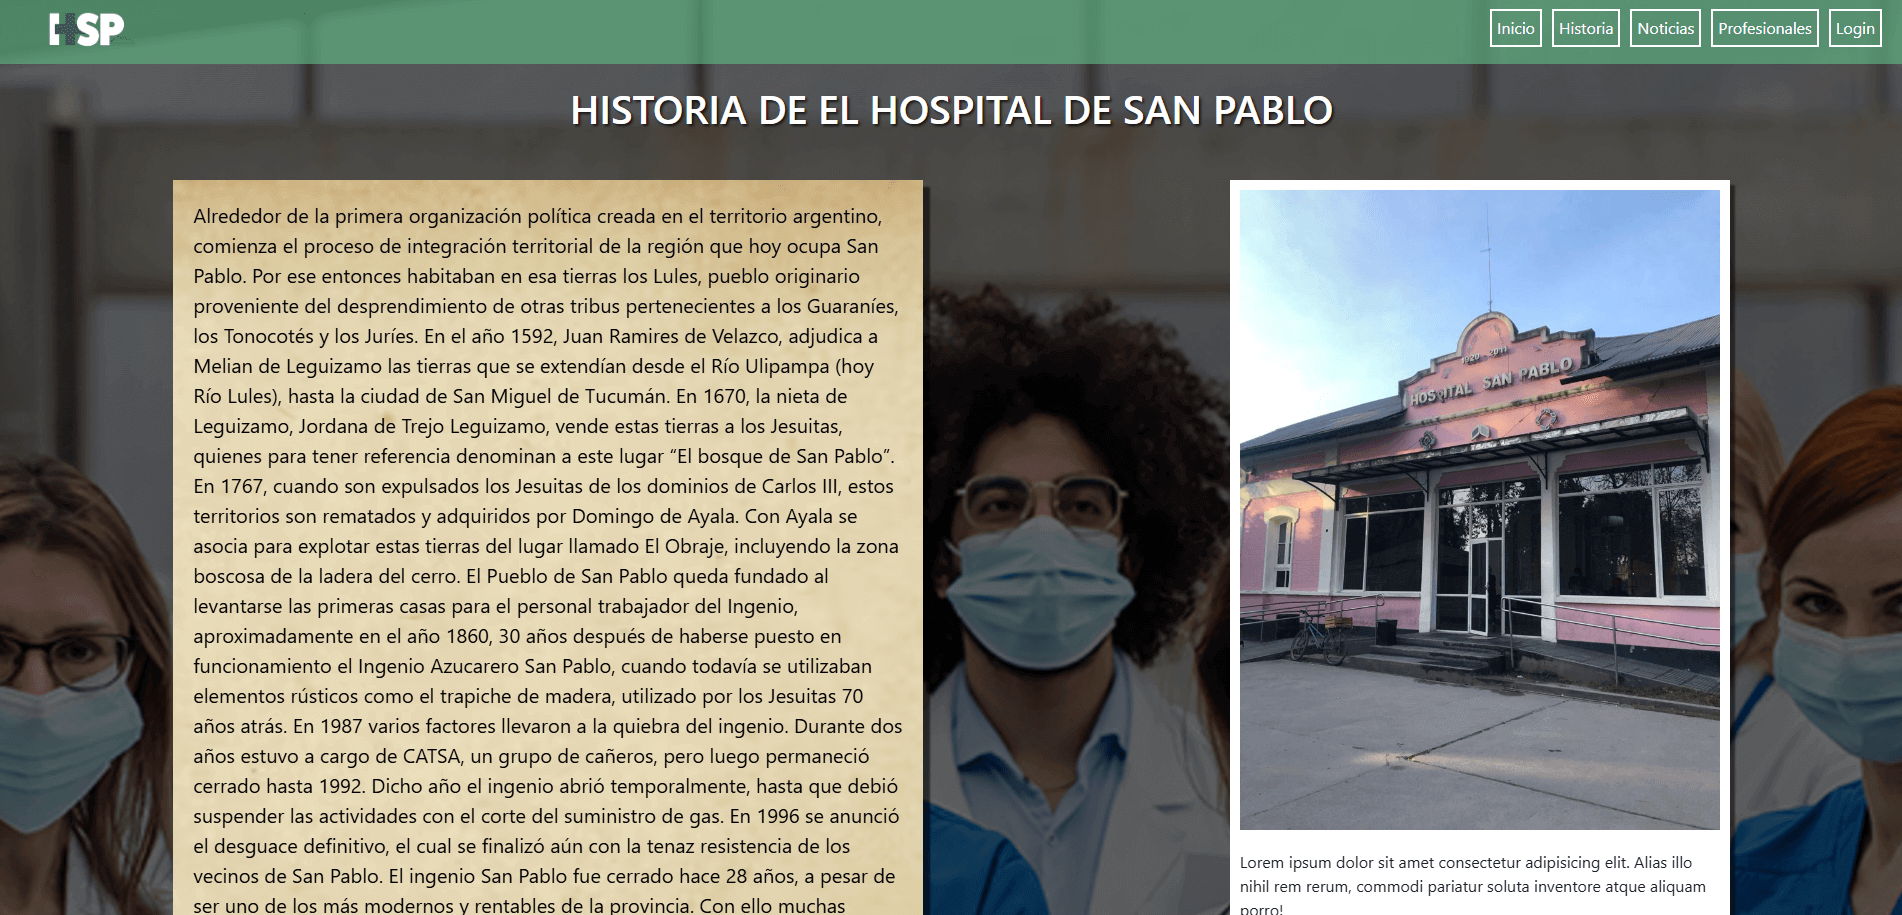 HSP
Inicio
Historia
Noticias
Profesionales
Login
HISTORIA DE EL HOSPITAL DE SAN PABLO
Alrededor de la primera organización política creada en el territorio argentino,
comienza el proceso de integración territorial de la región que hoy ocupa San
Pablo. Por ese entonces habitaban en esa tierras los Lules, pueblo originario
proveniente del desprendimiento de otras tribus pertenecientes a los Guaraníes,
los Tonocotés y los Juríes. En el año 1592, Juan Ramires de Velazco, adjudica a
Melian de Leguizamo las tierras que se extendían desde el Río Ulipampa (hoy
Río Lules), hasta la ciudad de San Miguel de Tucumán. En 1670, la nieta de
Leguizamo, Jordana de Trejo Leguizamo, vende estas tierras a los Jesuitas,
quienes para tener referencia denominan a este lugar “El bosque de San Pablo”.
En 1767, cuando son expulsados los Jesuitas de los dominios de Carlos III, estos
territorios son rematados y adquiridos por Domingo de Ayala. Con Ayala se
asocia para explotar estas tierras del lugar llamado El Obraje, incluyendo la zona
boscosa de la ladera del cerro. El Pueblo de San Pablo queda fundado al
levantarse las primeras casas para el personal trabajador del Ingenio,
aproximadamente en el año 1860, 30 años después de haberse puesto en
funcionamiento el Ingenio Azucarero San Pablo, cuando todavía se utilizaban
elementos rústicos como el trapiche de madera, utilizado por los Jesuitas 70
años atrás. En 1987 varios factores llevaron a la quiebra del ingenio. Durante dos
años estuvo a cargo de CATSA, un grupo de cañeros, pero luego permaneció
cerrado hasta 1992. Dicho año el ingenio abrió temporalmente, hasta que debió
suspender las actividades con el corte del suministro de gas. En 1996 se anunció
el desguace definitivo, el cual se finalizó aún con la tenaz resistencia de los
vecinos de San Pablo. El ingenio San Pablo fue cerrado hace 28 años, a pesar de
ser uno de los más modernos y rentables de la provincia. Con ello muchas
1920 - 2011
HOSPITAL SAN PABLO
Lorem ipsum dolor sit amet consectetur adipisicing elit. Alias illo
nihil rem rerum, commodi pariatur soluta inventore atque aliquam
porro!